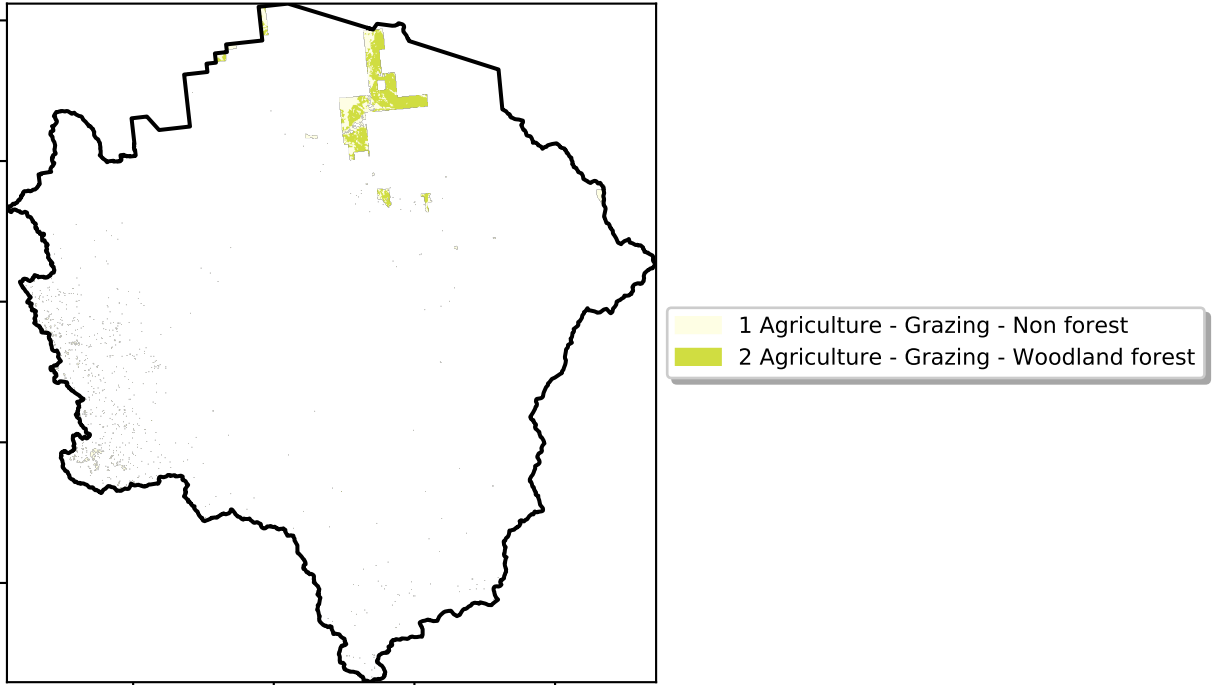 1 Agriculture - Grazing - Non forest
2 Agriculture - Grazing - Woodland forest